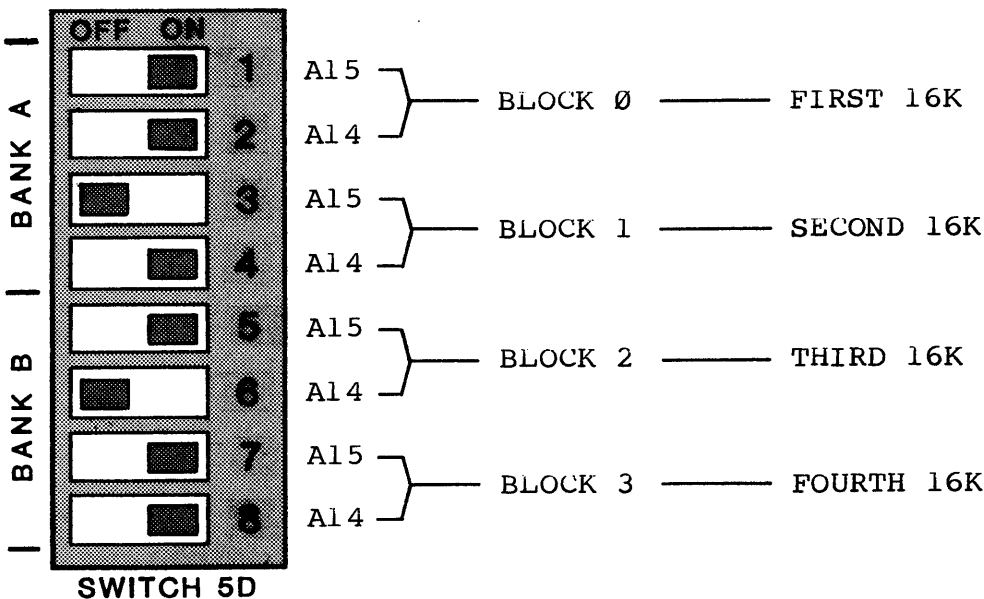 OFF ON
BANK A
BANK B
1 A15
2 A14
BLOCK Ø FIRST 16K
3 A15
4 A14
BLOCK 1 SECOND 16K
5 A15
6 A14
BLOCK 2 THIRD 16K
7 A15
8 A14
BLOCK 3 FOURTH 16K
SWITCH 5D